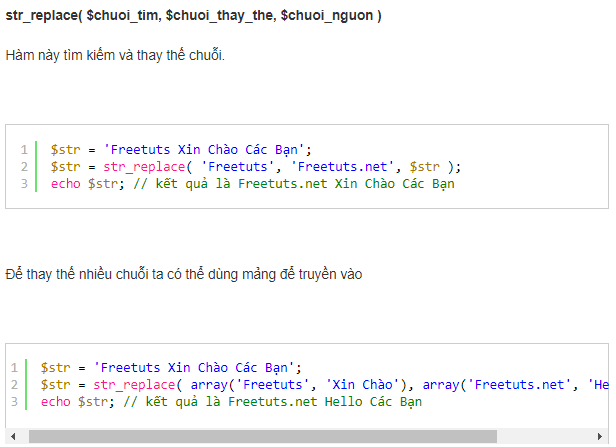 str_replace( $chuoi_tim, $chuoi_thay_the, $chuoi_nguon )
Hàm này tìm kiếm và thay thế chuỗi.
1 $str = 'Freetuts Xin Chào Các Bạn';
2 $str = str_replace( 'Freetuts', 'Freetuts.net', $str );
3 echo $str; // kết quả là Freetuts.net Xin Chào Các Bạn
Để thay thế nhiều chuỗi ta có thể dùng mảng để truyền vào
1 $str = 'Freetuts Xin Chào Các Bạn';
2 $str = str_replace( array('Freetuts', 'Xin Chào'), array('Freetuts.net', 'He
3 echo $str; // kết quả là Freetuts.net Hello Các Bạn